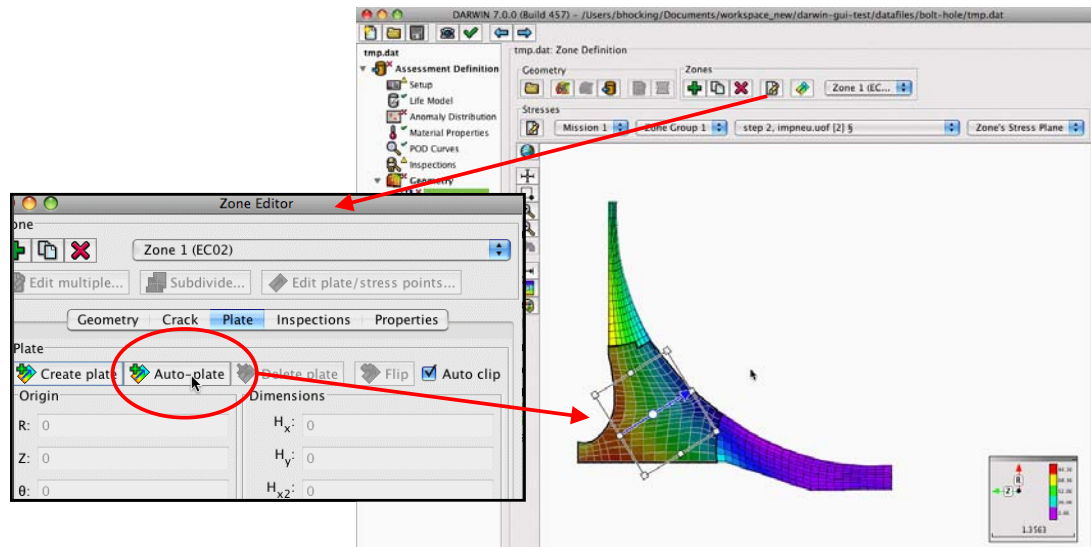 DARWIN 7.0.0 (Build 457) – /Users/bhocking/Documents/workspace_new/darwin-gui-test/datafiles/bolt-hole/tmp.dat
tmp.dat
Assessment Definition
Setup
Life Model
Anomaly Distribution
Material Properties
POD Curves
Inspections
Geometry
tmp.dat: Zone Definition
Geometry
Zones
Zone 1 (EC...
Stresses
Mission 1
Zone Group 1
step 2, impneu.uof [2] §
Zone's Stress Plane
Zone Editor
one
Zone 1 (EC02)
Edit multiple...
Subdivide...
Edit plate/stress points...
Geometry
Crack
Plate
Inspections
Properties
Plate
Create plate
Auto-plate
Delete plate
Flip
Auto clip
Origin
Dimensions
R: 0
Hx: 0
Z: 0
Hy: 0
θ: 0
Hx2: 0
R
Z
1.3563